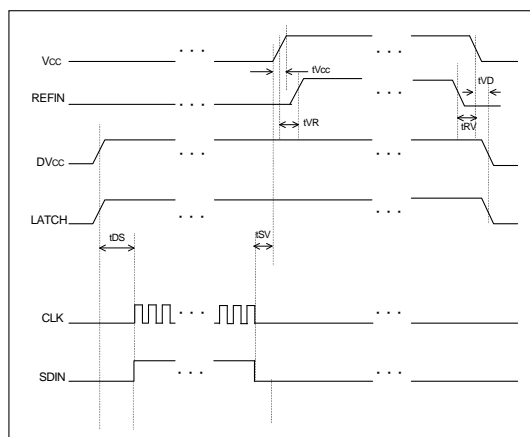 Vcc
tVcc
tVD
REFIN
tVR
tRV
DVcc
LATCH
tDS
tSV
CLK
SDIN